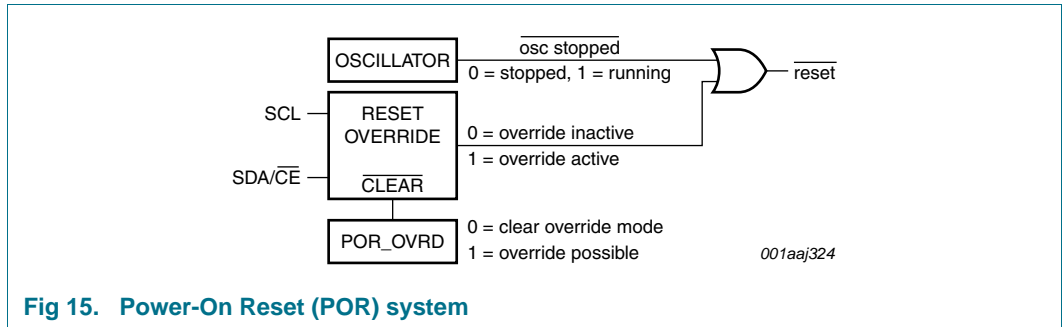 OSCILLATOR
osc stopped
0 = stopped, 1 = running
reset
SCL
RESET
OVERRIDE
0 = override inactive
1 = override active
SDA/CE
CLEAR
POR_OVRD
0 = clear override mode
1 = override possible
001aaj324
Fig 15. Power-On Reset (POR) system